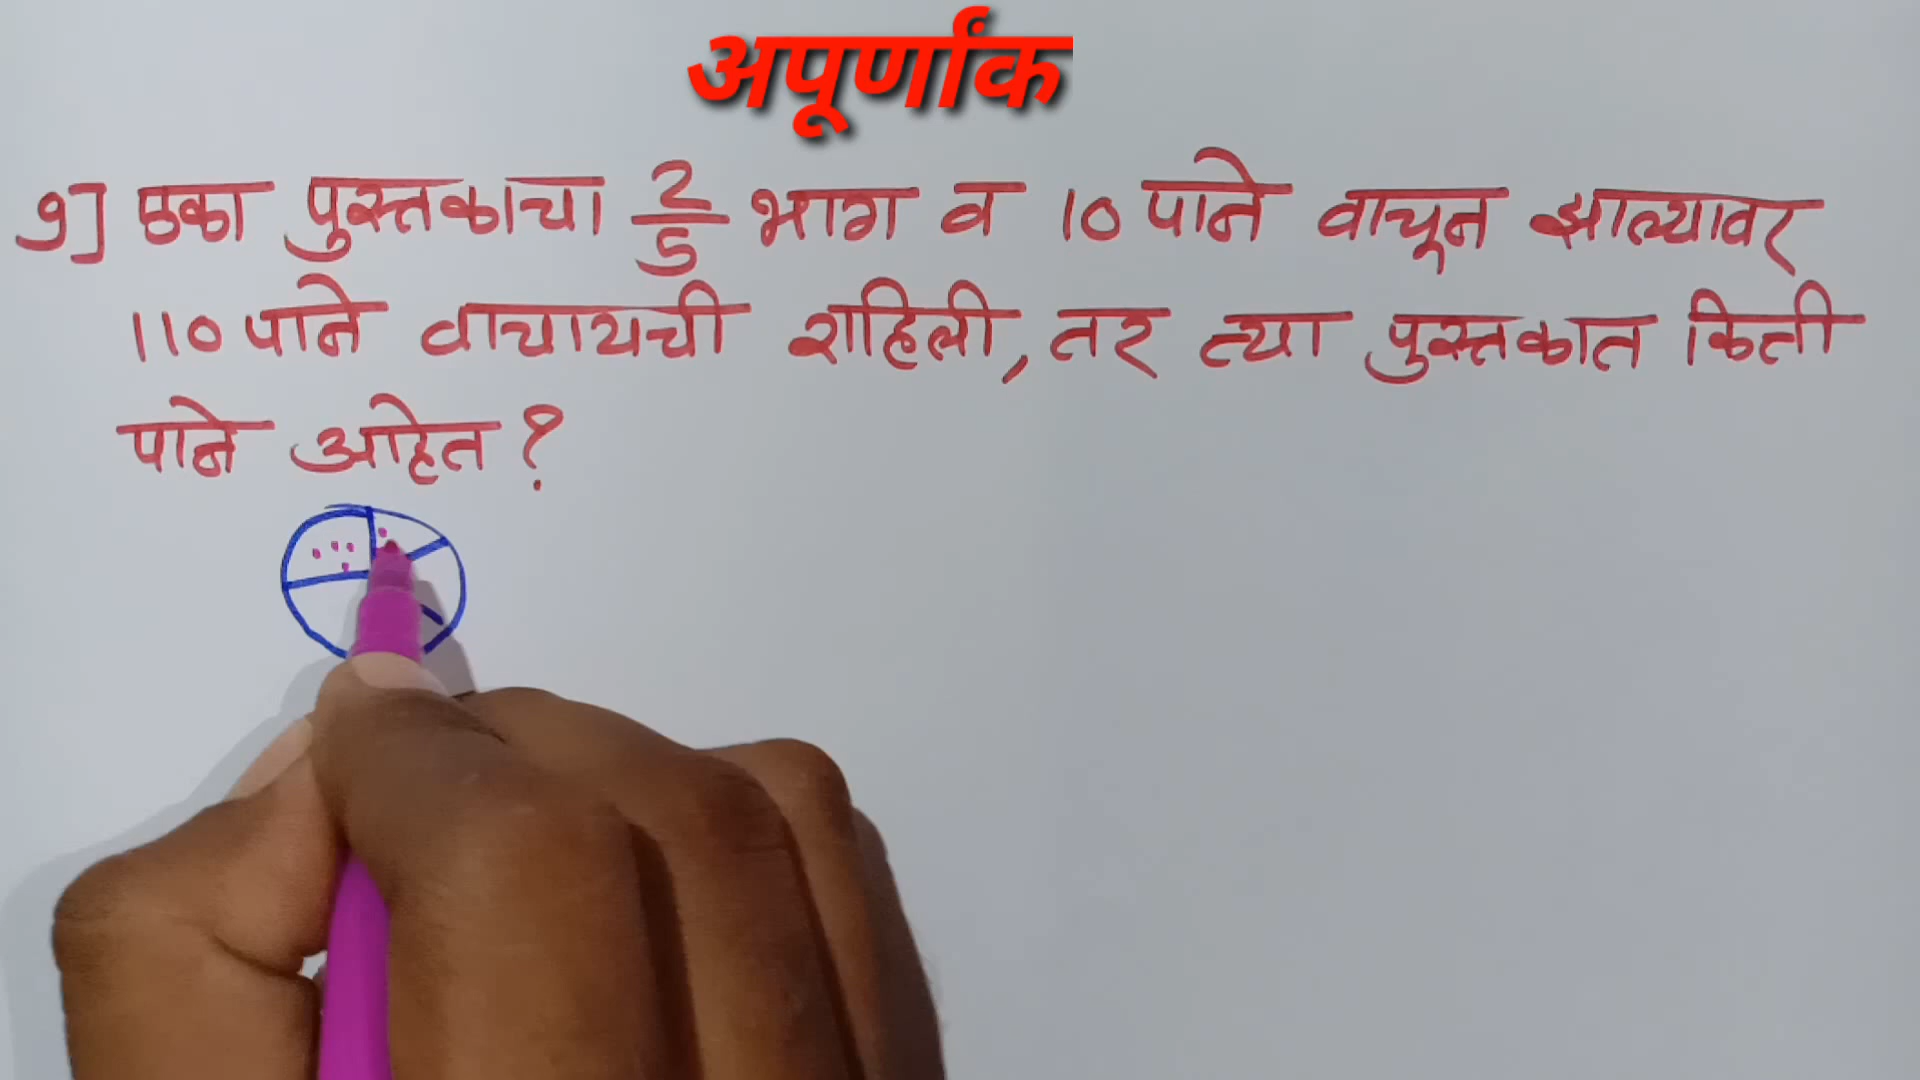 अपूर्णांक
१] एका पुस्तकाचा 2/5 भाग व 10 पाने वाचून झाल्यावर
110 पाने वाचायची राहिली, तर त्या पुस्तकात किती
पाने आहेत ?